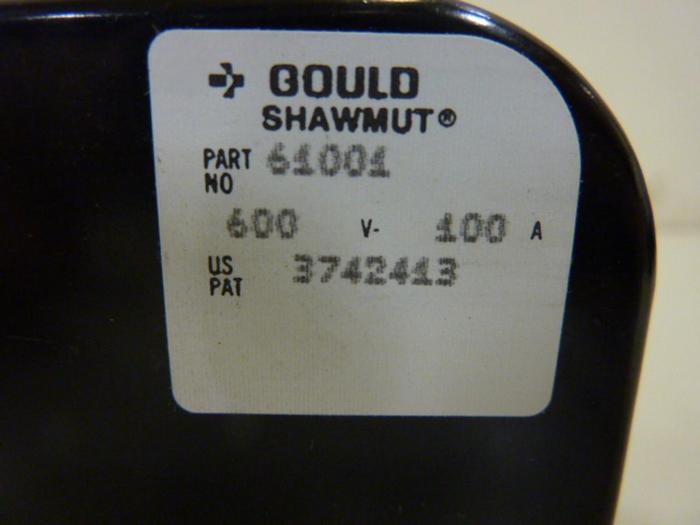 GOULD
SHAWMUT®
PART NO 61001
600 V- 100 A
US PAT 3742413